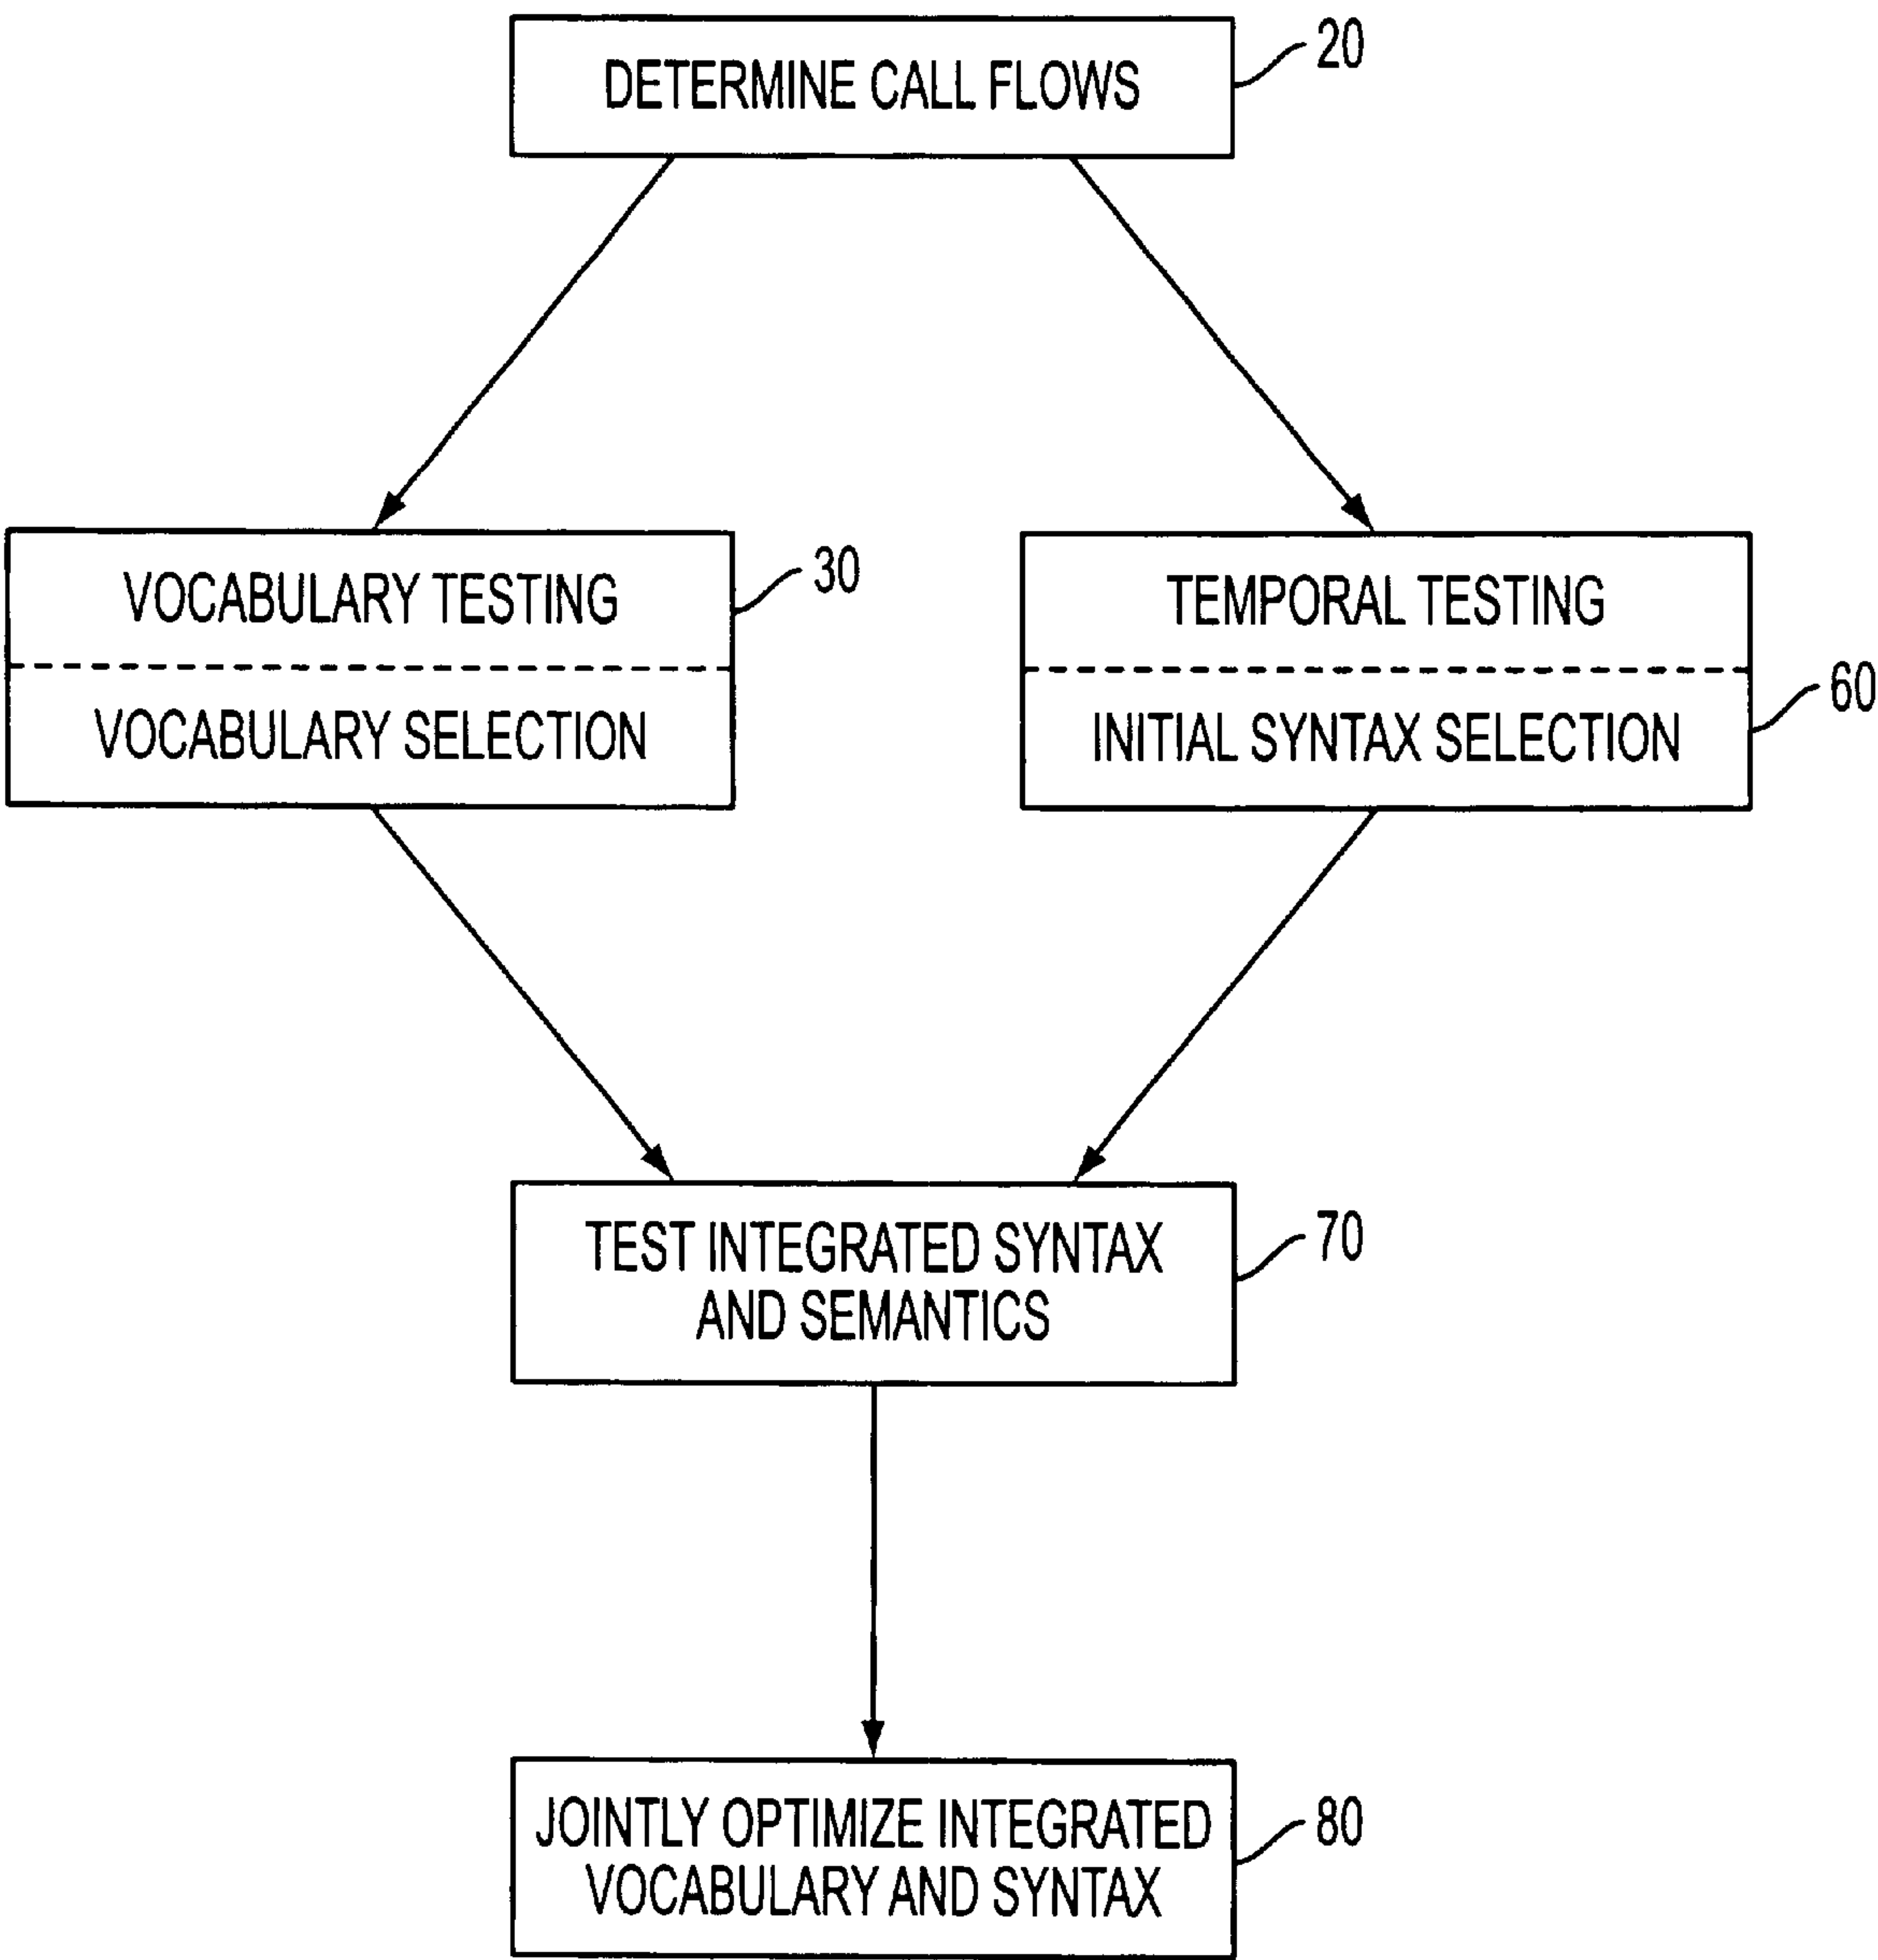 DETERMINE CALL FLOWS
20
VOCABULARY TESTING
30
VOCABULARY SELECTION
TEMPORAL TESTING
INITIAL SYNTAX SELECTION
60
TEST INTEGRATED SYNTAX
AND SEMANTICS
70
JOINTLY OPTIMIZE INTEGRATED
VOCABULARY AND SYNTAX
80